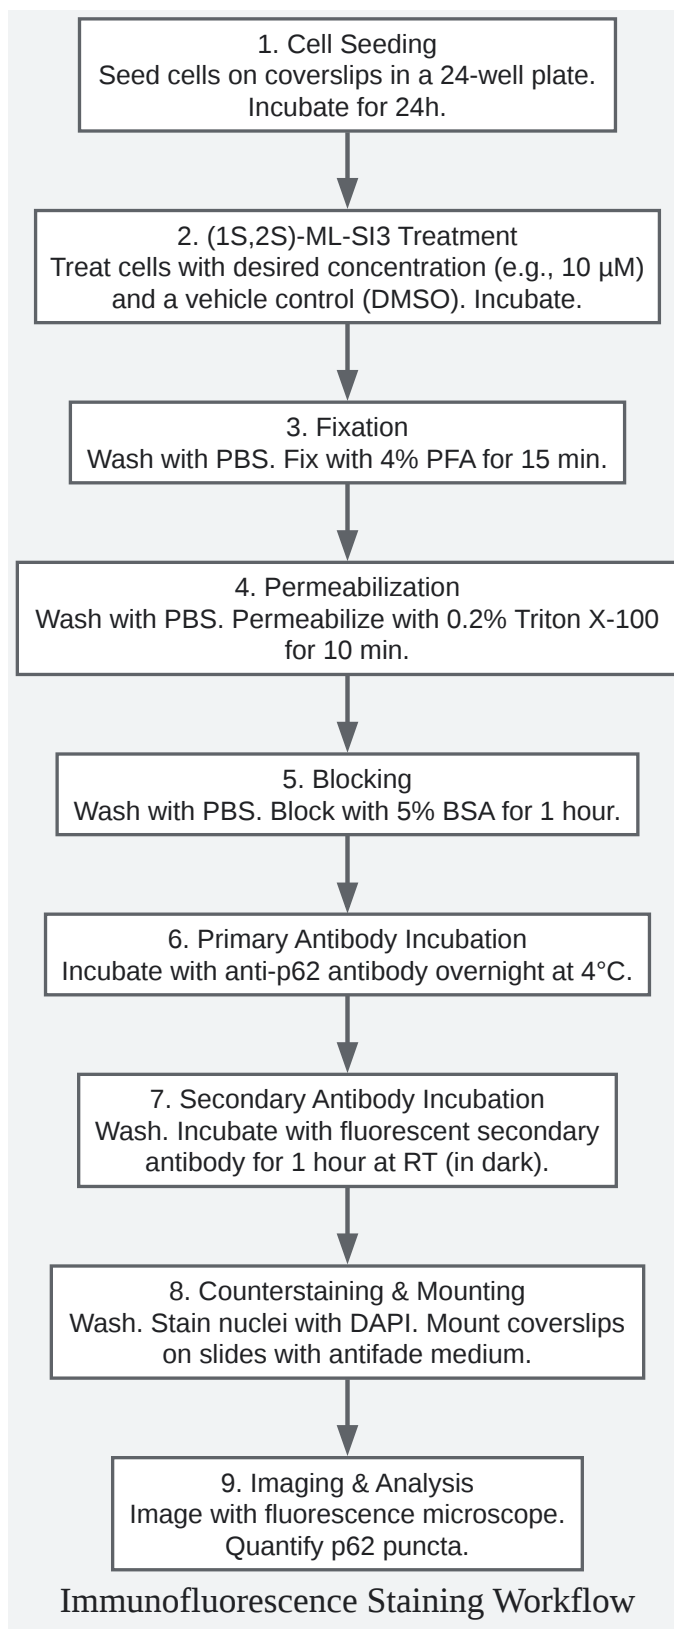 1. Cell Seeding
Seed cells on coverslips in a 24-well plate.
Incubate for 24h.
2. (1S,2S)-ML-SI3 Treatment
Treat cells with desired concentration (e.g., 10 µM)
and a vehicle control (DMSO). Incubate.
3. Fixation
Wash with PBS. Fix with 4% PFA for 15 min.
4. Permeabilization
Wash with PBS. Permeabilize with 0.2% Triton X-100
for 10 min.
5. Blocking
Wash with PBS. Block with 5% BSA for 1 hour.
6. Primary Antibody Incubation
Incubate with anti-p62 antibody overnight at 4°C.
7. Secondary Antibody Incubation
Wash. Incubate with fluorescent secondary
antibody for 1 hour at RT (in dark).
8. Counterstaining & Mounting
Wash. Stain nuclei with DAPI. Mount coverslips
on slides with antifade medium.
9. Imaging & Analysis
Image with fluorescence microscope.
Quantify p62 puncta.
Immunofluorescence Staining Workflow